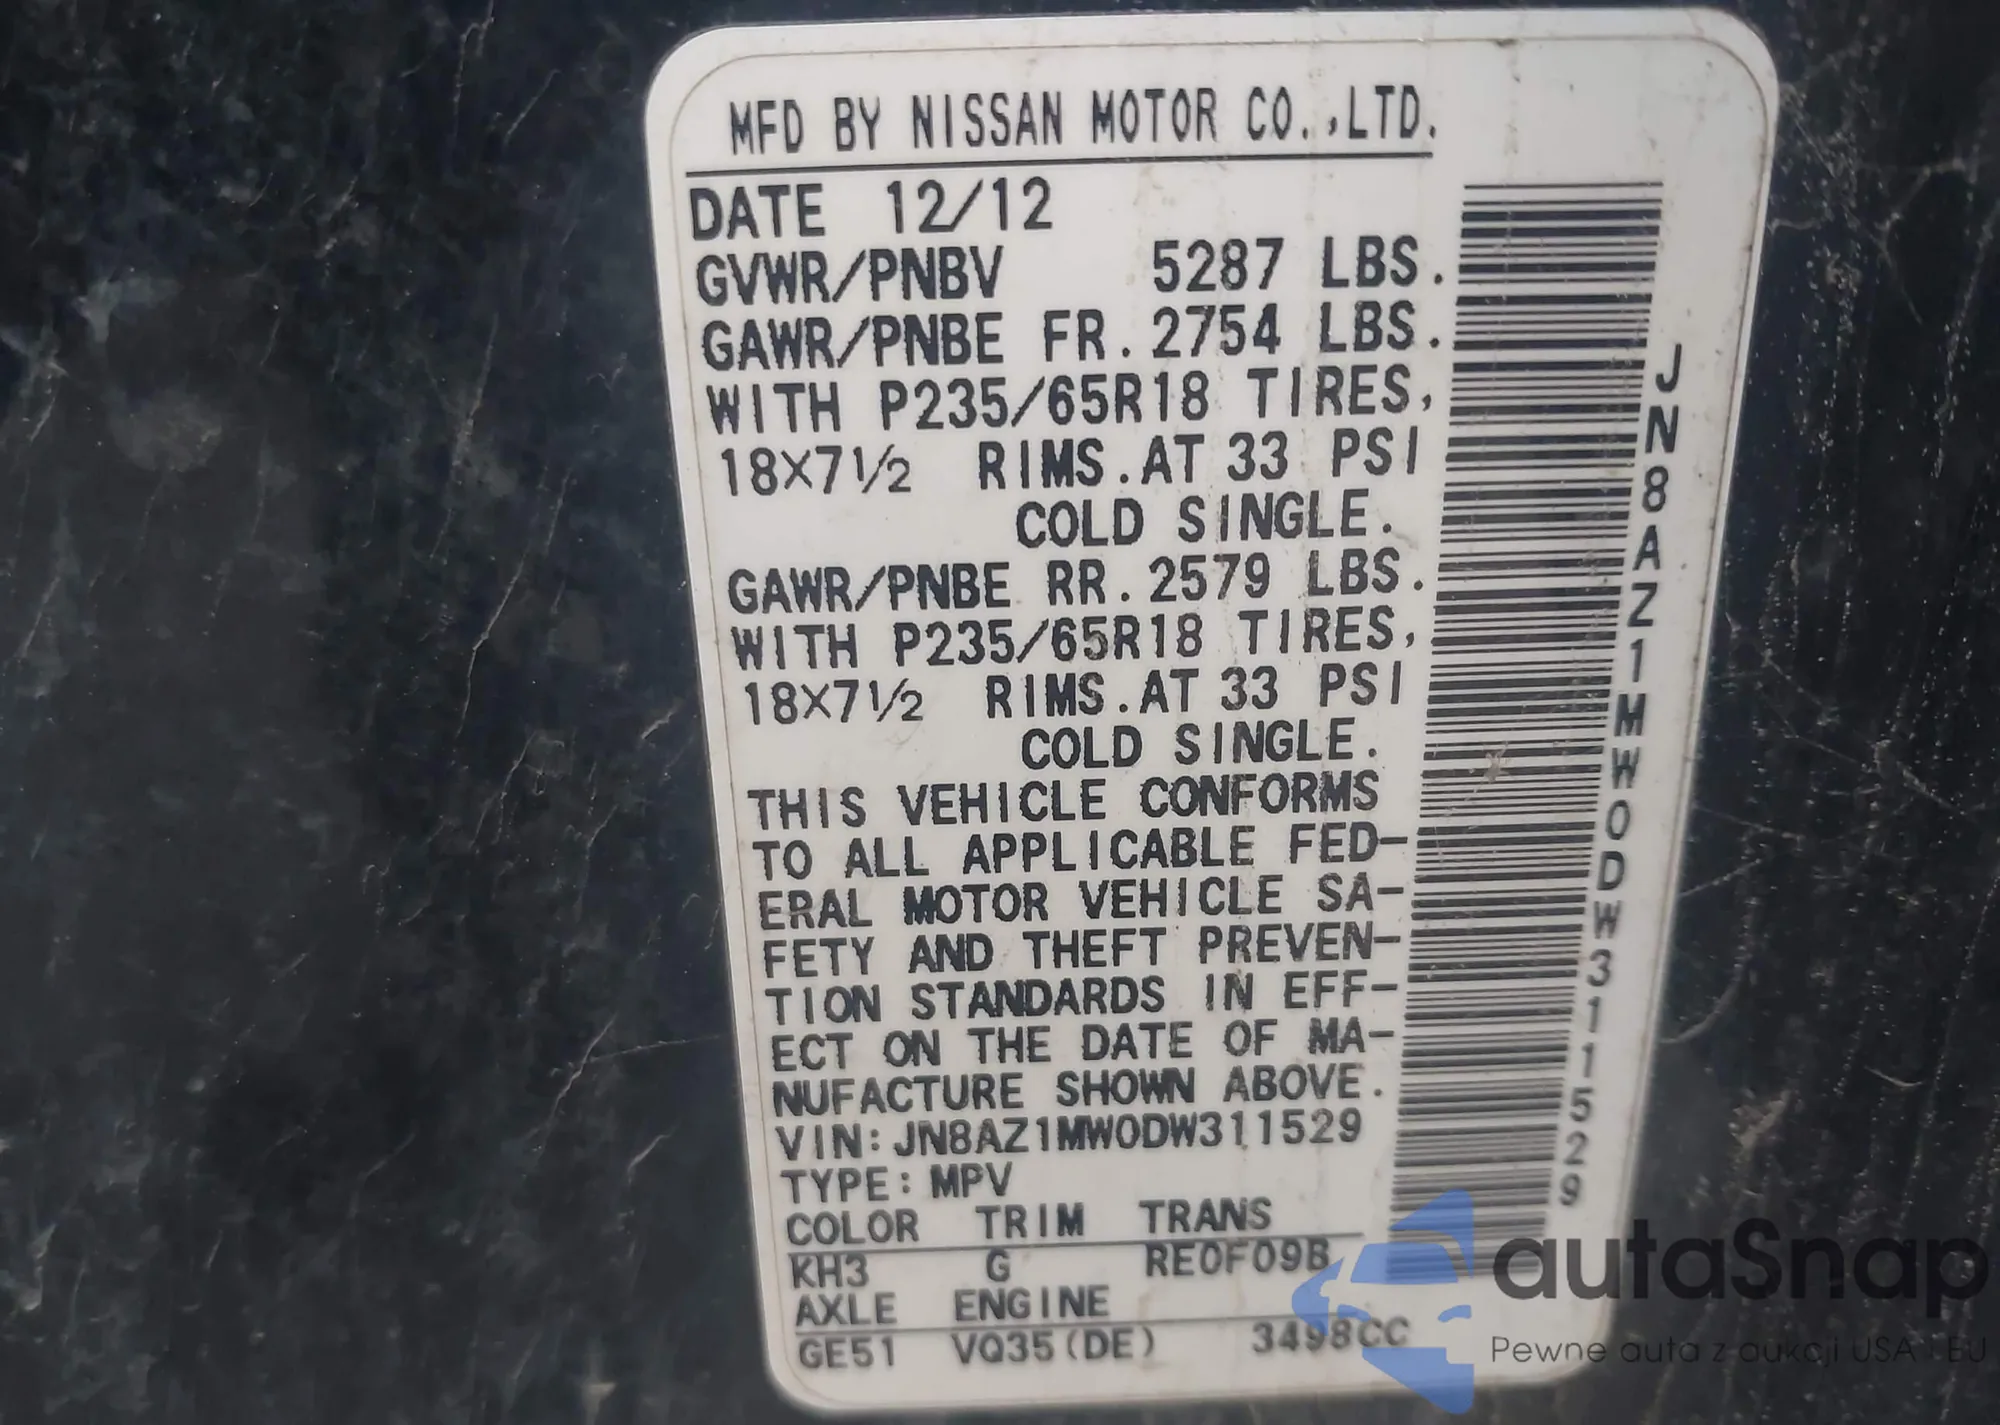 MFD BY NISSAN MOTOR CO.,LTD.
DATE 12/12
GVWR/PNBV 5287 LBS.
GAWR/PNBE FR. 2754 LBS.
WITH P235/65R18 TIRES,
18X7½ RIMS.AT 33 PSI
COLD SINGLE.
GAWR/PNBE RR. 2579 LBS.
WITH P235/65R18 TIRES,
18X7½ RIMS.AT 33 PSI
COLD SINGLE.
THIS VEHICLE CONFORMS
TO ALL APPLICABLE FED-
ERAL MOTOR VEHICLE SA-
FETY AND THEFT PREVEN-
TION STANDARDS IN EFF-
ECT ON THE DATE OF MA-
NUFACTURE SHOWN ABOVE.
VIN: JN8AZ1MW0DW311529
TYPE: MPV
COLOR TRIM TRANS
KH3 G RE0F09B
AXLE ENGINE
GE51 VQ35(DE) 3498CC
JN8AZ1MW0DW311529
autaSnap
Pewne auta z aukcji USA i EU